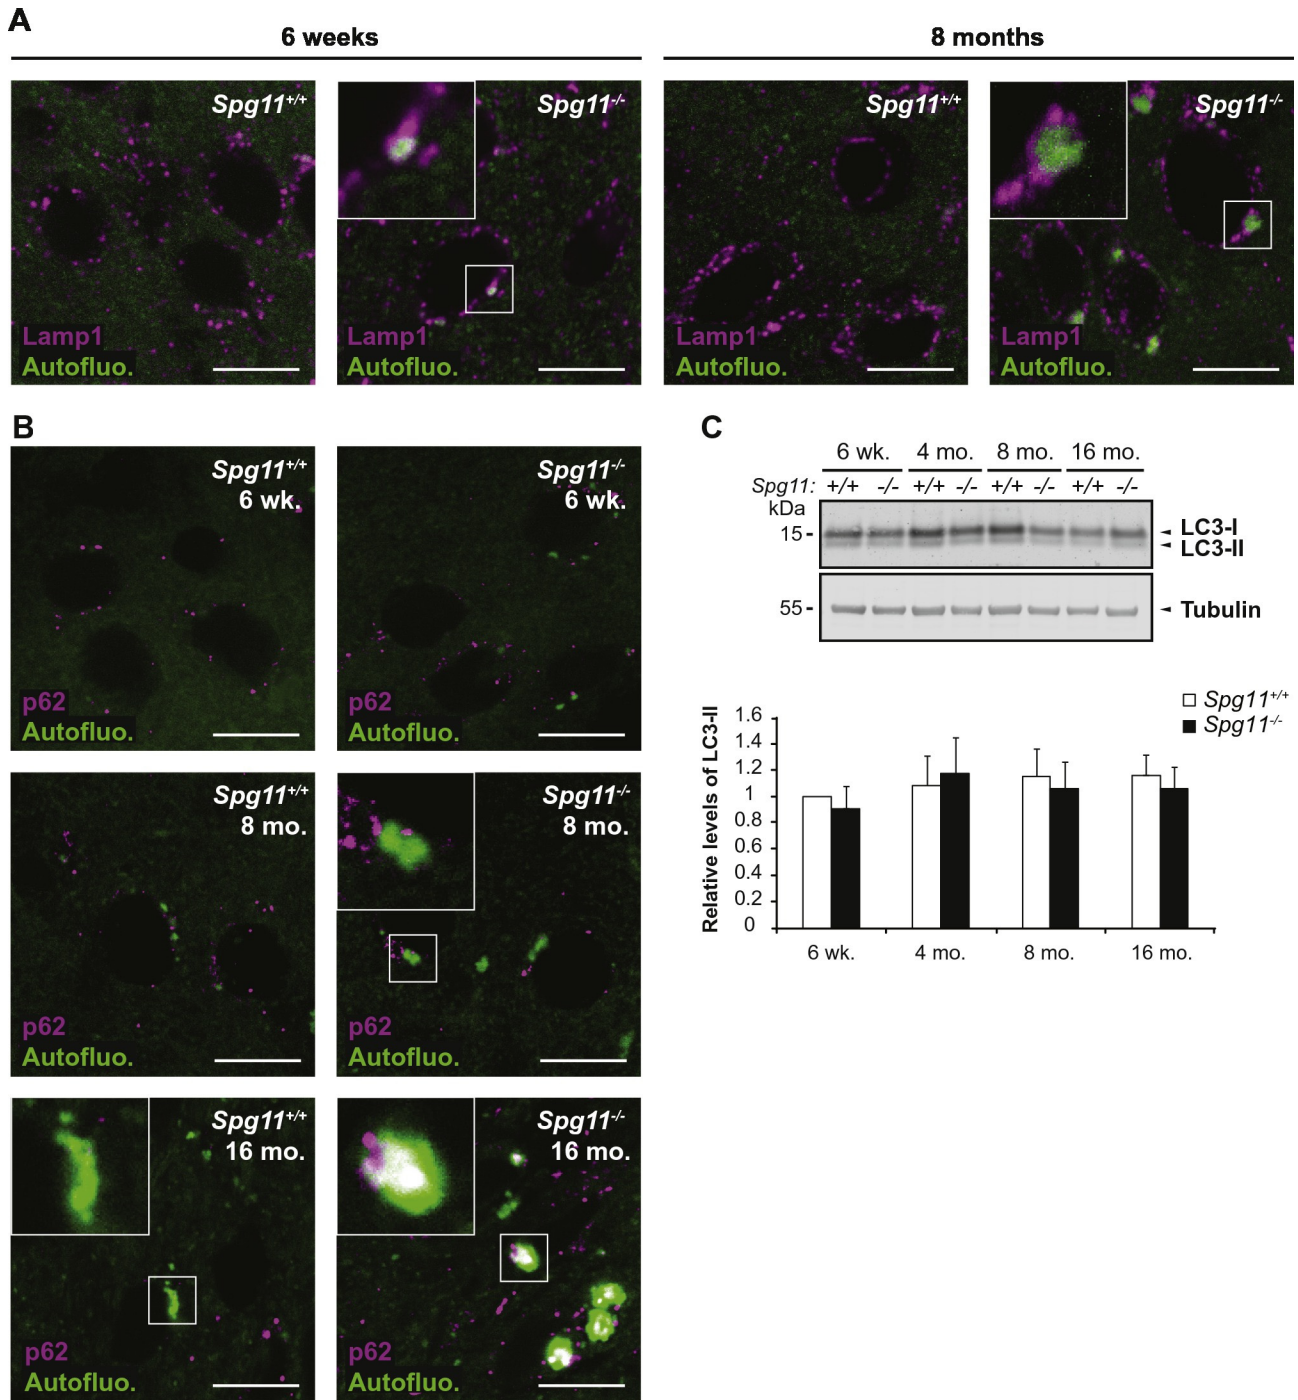 A
6 weeks
8 months
Spg11+/+
Lamp1
Autofluo.
Spg11-/-
Lamp1
Autofluo.
Spg11+/+
Lamp1
Autofluo.
Spg11-/-
Lamp1
Autofluo.
B
Spg11+/+
6 wk.
p62
Autofluo.
Spg11-/-
6 wk.
p62
Autofluo.
Spg11+/+
8 mo.
p62
Autofluo.
Spg11-/-
8 mo.
p62
Autofluo.
Spg11+/+
16 mo.
p62
Autofluo.
Spg11-/-
16 mo.
p62
Autofluo.
C
6 wk. 4 mo. 8 mo. 16 mo.
Spg11: +/+ -/- +/+ -/- +/+ -/- +/+ -/-
kDa
15 - LC3-I
LC3-II
55 - Tubulin
Spg11+/+
Spg11-/-
Relative levels of LC3-II
1.6
1.4
1.2
1
0.8
0.6
0.4
0.2
0
6 wk. 4 mo. 8 mo. 16 mo.